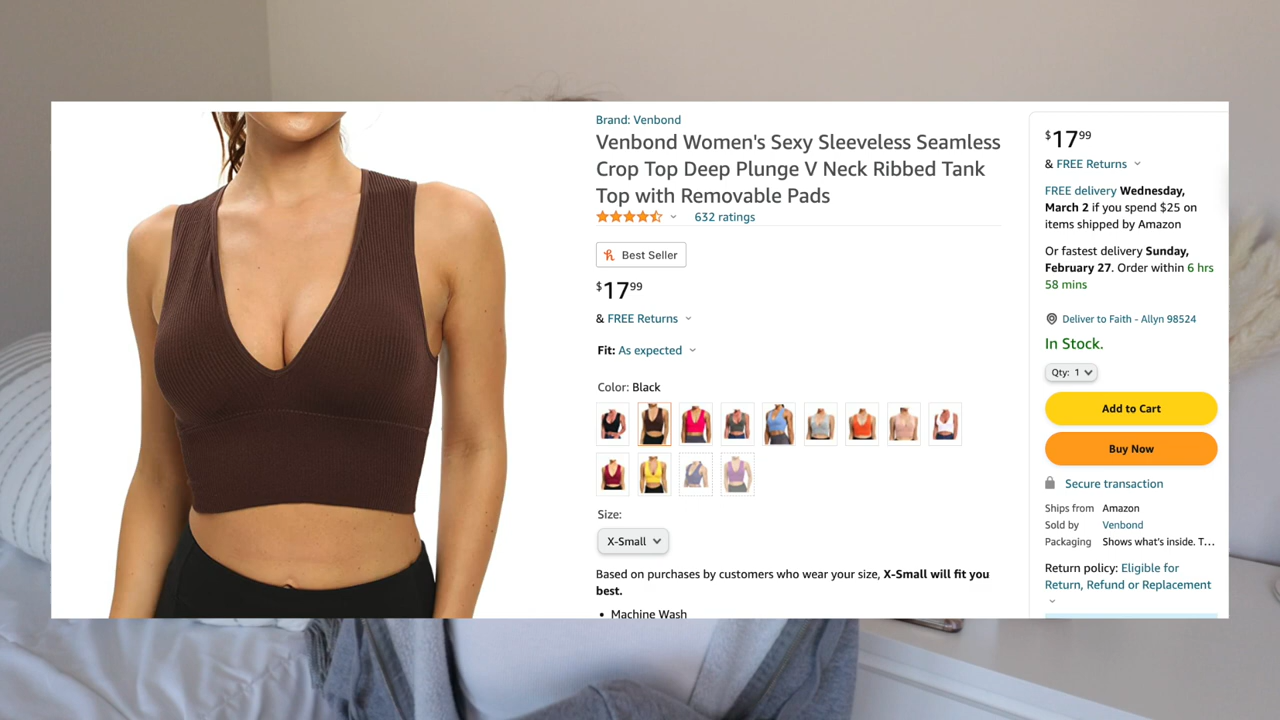 Brand: Venbond
Venbond Women's Sexy Sleeveless Seamless
Crop Top Deep Plunge V Neck Ribbed Tank
Top with Removable Pads
632 ratings
Best Seller
$17 99
& FREE Returns
Fit: As expected
Color: Black
Size:
X-Small
Based on purchases by customers who wear your size, X-Small will fit you
best.
• Machine Wash
$17 99
& FREE Returns
FREE delivery Wednesday,
March 2 if you spend $25 on
items shipped by Amazon
Or fastest delivery Sunday,
February 27. Order within 6 hrs
58 mins
Deliver to Faith - Allyn 98524
In Stock.
Qty: 1
Add to Cart
Buy Now
Secure transaction
Ships from Amazon
Sold by Venbond
Packaging Shows what's inside. T...
Return policy: Eligible for
Return, Refund or Replacement